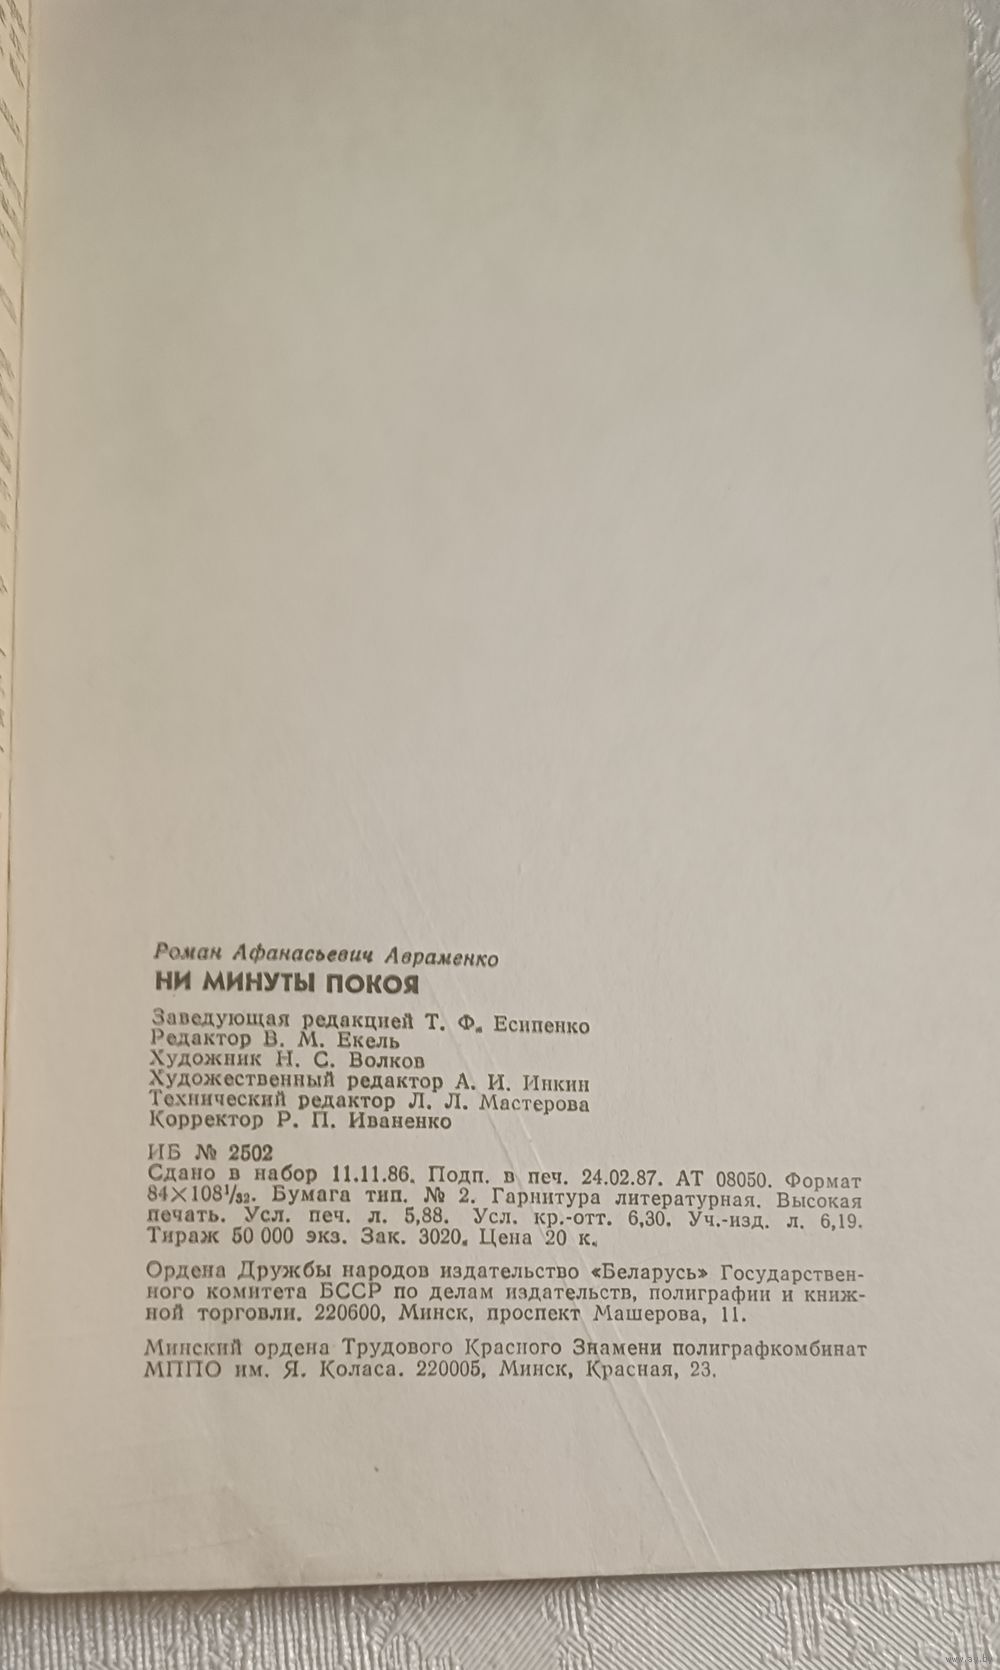 Роман Афанасьевич Авраменко
НИ МИНУТЫ ПОКОЯ
Заведующая редакцией Т. Ф. Есипенко
Редактор В. М. Екель
Художник Н. С. Волков
Художественный редактор А. И. Инкин
Технический редактор Л. Л. Мастерова
Корректор Р. П. Иваненко
ИБ № 2502
Сдано в набор 11.11.86. Подп. в печ. 24.02.87. АТ 08050. Формат
84×108¹/₃₂. Бумага тип. № 2. Гарнитура литературная. Высокая
печать. Усл. печ. л. 5,88. Усл. кр.-отт. 6,30. Уч.-изд. л. 6,19.
Тираж 50 000 экз. Зак. 3020. Цена 20 к.
Ордена Дружбы народов издательство «Беларусь» Государствен-
ного комитета БССР по делам издательств, полиграфии и книж-
ной торговли. 220600, Минск, проспект Машерова, 11.
Минский ордена Трудового Красного Знамени полиграфкомбинат
МППО им. Я. Коласа. 220005, Минск, Красная, 23.
www.ay.by